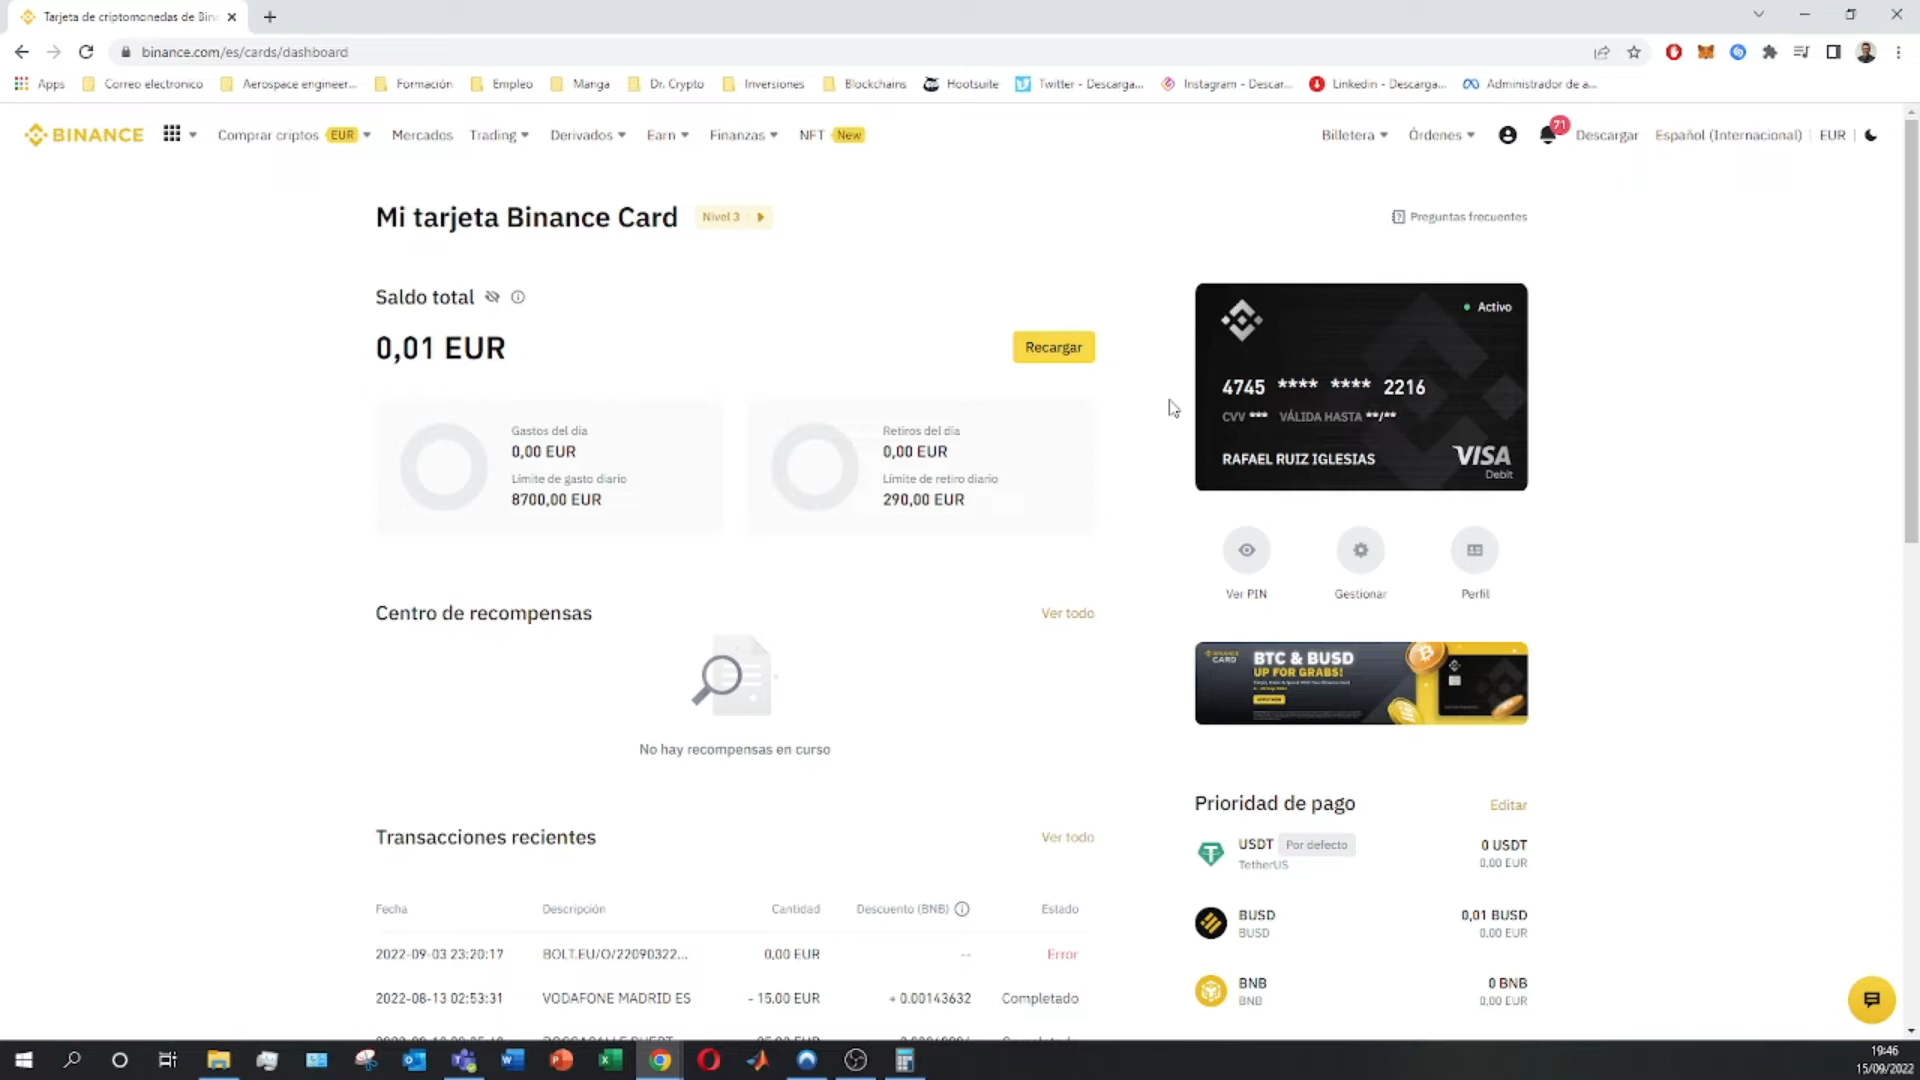 Tarjeta de criptomonedas de Bin
binance.com/es/cards/dashboard
Apps
Correo electronico
Aerospace engineer...
Formación
Empleo
Manga
Dr. Crypto
Inversiones
Blockchains
Hootsuite
Twitter - Descarga...
Instagram - Descar...
Linkedin - Descarga...
Administrador de a...
BINANCE
Comprar criptos EUR
Mercados
Trading
Derivados
Earn
Finanzas
NFT New
Billetera
Órdenes
71
Descargar
Español (Internacional)
EUR
Mi tarjeta Binance Card
Nivel 3
Preguntas frecuentes
Saldo total
0,01 EUR
Recargar
Gastos del día
0,00 EUR
Límite de gasto diario
8700,00 EUR
Retiros del día
0,00 EUR
Límite de retiro diario
290,00 EUR
Activo
4745 **** **** 2216
CVV *** VÁLIDA HASTA **/**
RAFAEL RUIZ IGLESIAS
VISA
Debit
Ver PIN
Gestionar
Perfil
Centro de recompensas
Ver todo
No hay recompensas en curso
BINANCE
CARD
BTC & BUSD
UP FOR GRABS!
Prioridad de pago
Editar
USDT Por defecto
0 USDT
TetherUS
0,00 EUR
BUSD
0,01 BUSD
BUSD
0,00 EUR
BNB
0 BNB
BNB
0,00 EUR
Transacciones recientes
Ver todo
Fecha
Descripción
Cantidad
Descuento (BNB)
Estado
2022-09-03 23:20:17
BOLT.EU/O/22090322...
0,00 EUR
--
Error
2022-08-13 02:53:31
VODAFONE MADRID ES
- 15,00 EUR
+ 0.00143632
Completado
19:46
15/09/2022